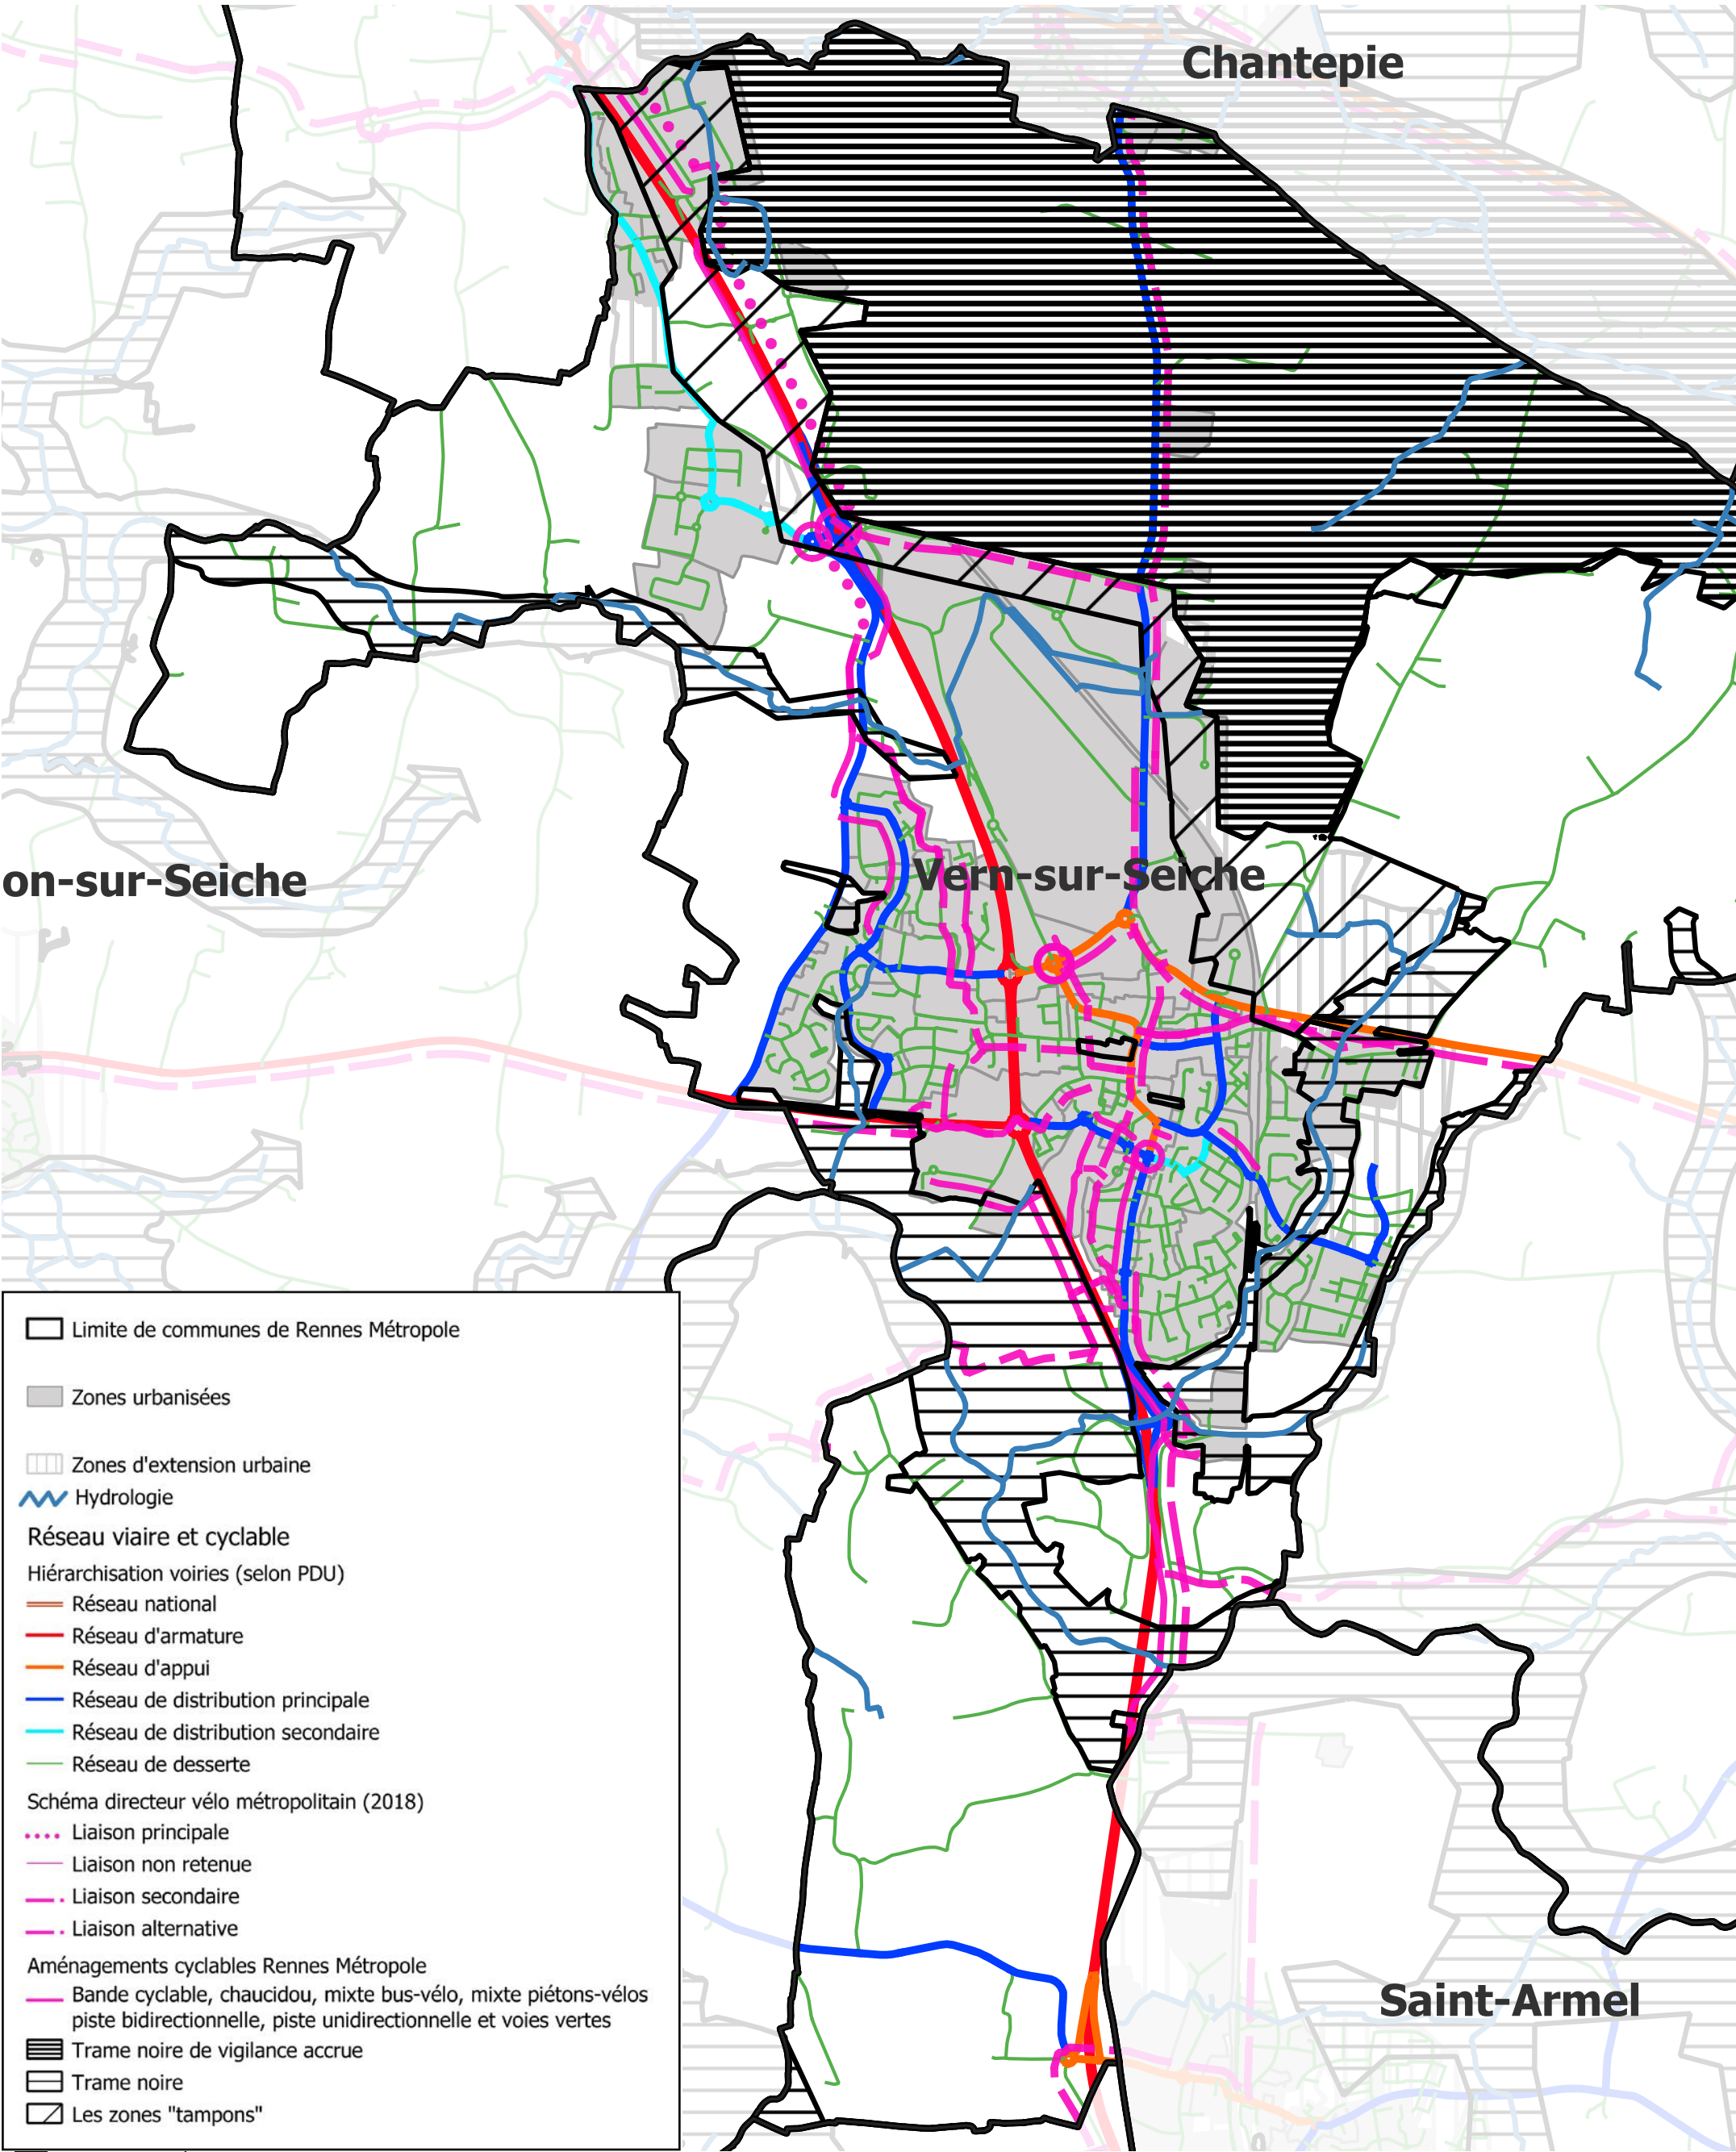 Chantepie
on-sur-Seiche
Vern-sur-Seiche
Saint-Armel
Limite de communes de Rennes Métropole
Zones urbanisées
Zones d'extension urbaine
Hydrologie
Réseau viaire et cyclable
Hiérarchisation voiries (selon PDU)
Réseau national
Réseau d'armature
Réseau d'appui
Réseau de distribution principale
Réseau de distribution secondaire
Réseau de desserte
Schéma directeur vélo métropolitain (2018)
Liaison principale
Liaison non retenue
Liaison secondaire
Liaison alternative
Aménagements cyclables Rennes Métropole
Bande cyclable, chaucidou, mixte bus-vélo, mixte piétons-vélos
piste bidirectionnelle, piste unidirectionnelle et voies vertes
Trame noire de vigilance accrue
Trame noire
Les zones "tampons"